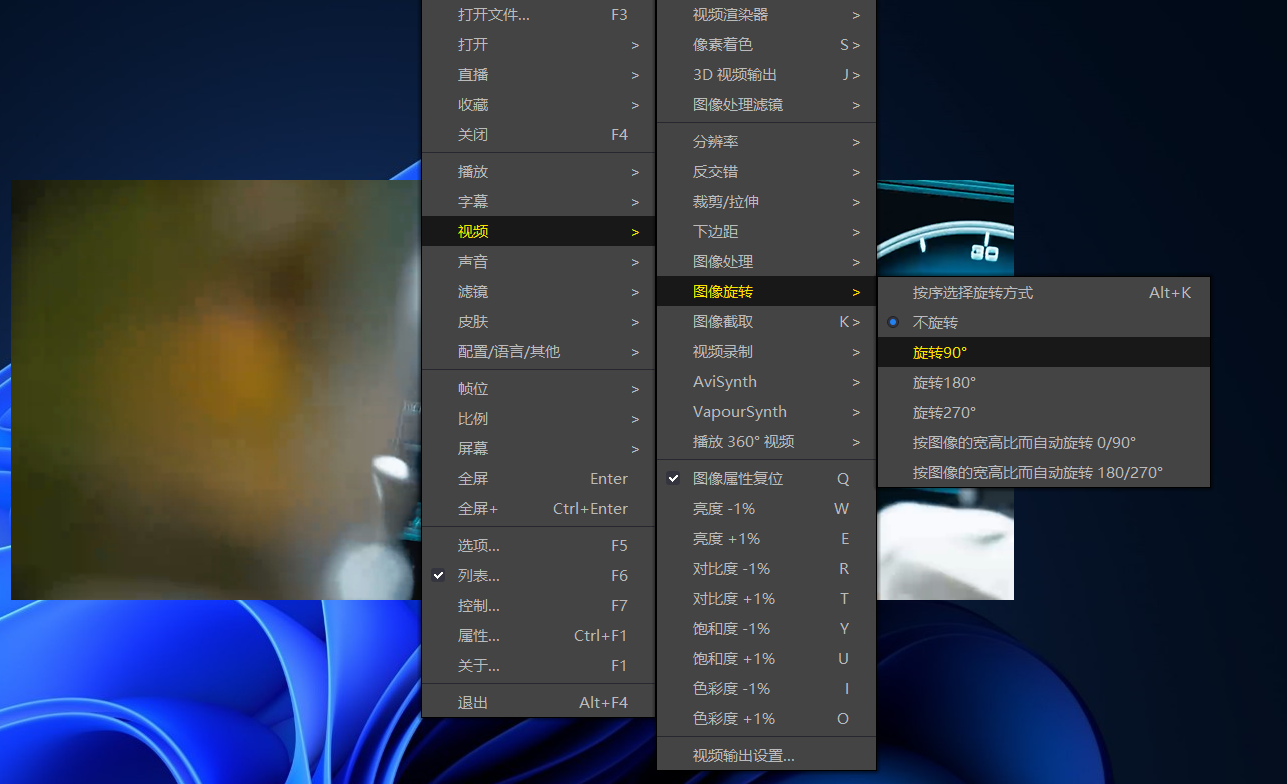 打开文件... F3
打开 >
直播 >
收藏 >
关闭 F4
播放 >
字幕 >
视频 >
声音 >
滤镜 >
皮肤 >
配置/语言/其他 >
帧位 >
比例 >
屏幕 >
全屏 Enter
全屏+ Ctrl+Enter
选项... F5
列表... F6
控制... F7
属性... Ctrl+F1
关于... F1
退出 Alt+F4
视频渲染器 >
像素着色 S >
3D 视频输出 J >
图像处理滤镜 >
分辨率 >
反交错 >
裁剪/拉伸 >
下边距 >
图像处理 >
图像旋转 >
图像截取 K >
视频录制 >
AviSynth >
VapourSynth >
播放 360° 视频 >
图像属性复位 Q
亮度 -1% W
亮度 +1% E
对比度 -1% R
对比度 +1% T
饱和度 -1% Y
饱和度 +1% U
色彩度 -1% I
色彩度 +1% O
视频输出设置...
按序选择旋转方式 Alt+K
不旋转
旋转90°
旋转180°
旋转270°
按图像的宽高比而自动旋转 0/90°
按图像的宽高比而自动旋转 180/270°